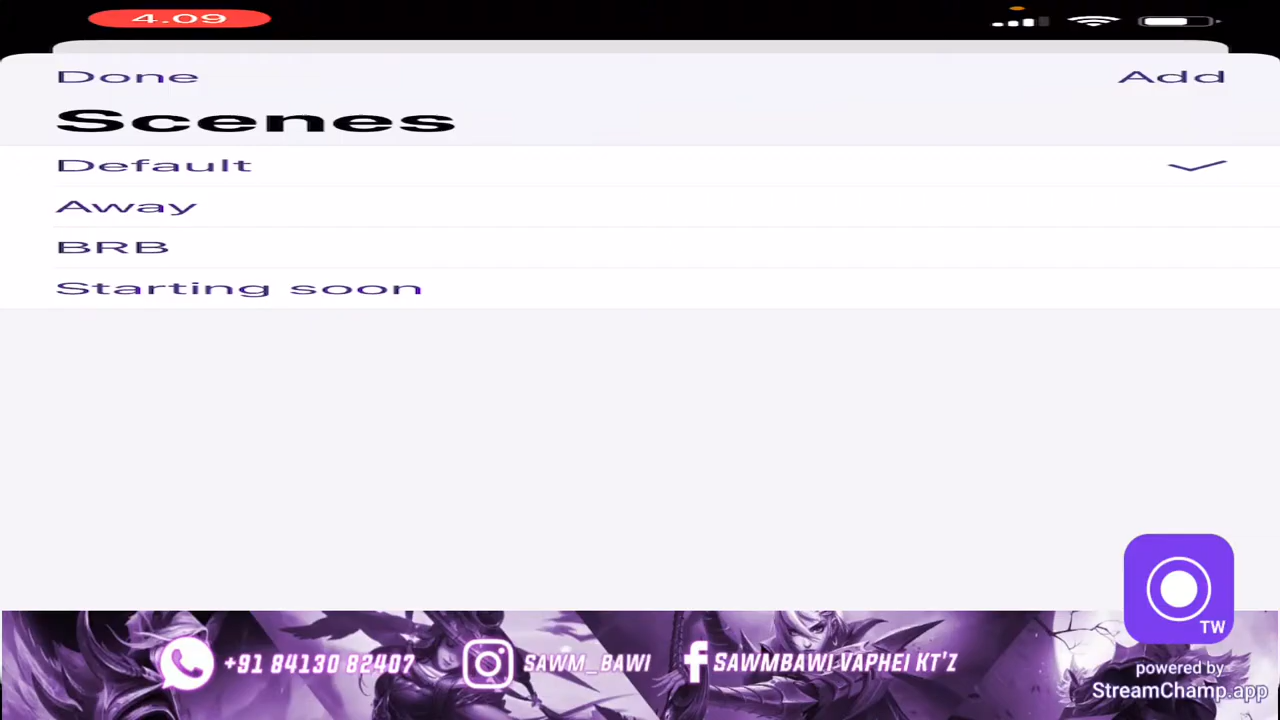 4.09
Done
Add
Scenes
Default
Away
BRB
Starting soon
TW
+91 84130 82407
SAWM_BAWI
SAWMBAWI VAPHEI KT'Z
powered by
StreamChamp.app